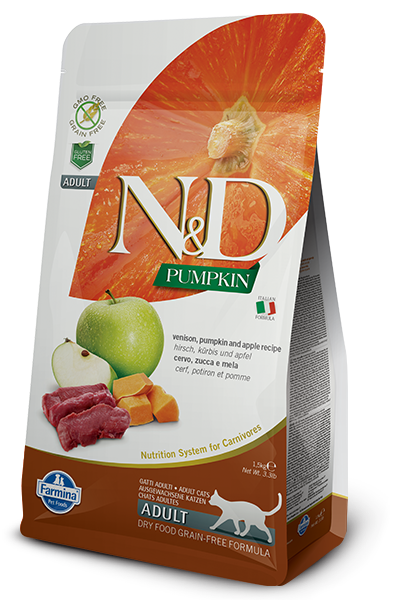 GMO FREE
GRAIN FREE
GLUTEN
FREE
ADULT
N&D
PUMPKIN
ITALIAN
FORMULA
venison, pumpkin and apple recipe
hirsch, kürbis und apfel
cervo, zucca e mela
cerf, potiron et pomme
Nutrition System for Carnivores
1.5kg℮
Net Wt. 3.3lb
Farmina
Pet Foods
GATTI ADULTI • ADULT CATS
AUSGEWACHSENE KATZEN
CHATS ADULTES
ADULT
DRY FOOD GRAIN-FREE FORMULA